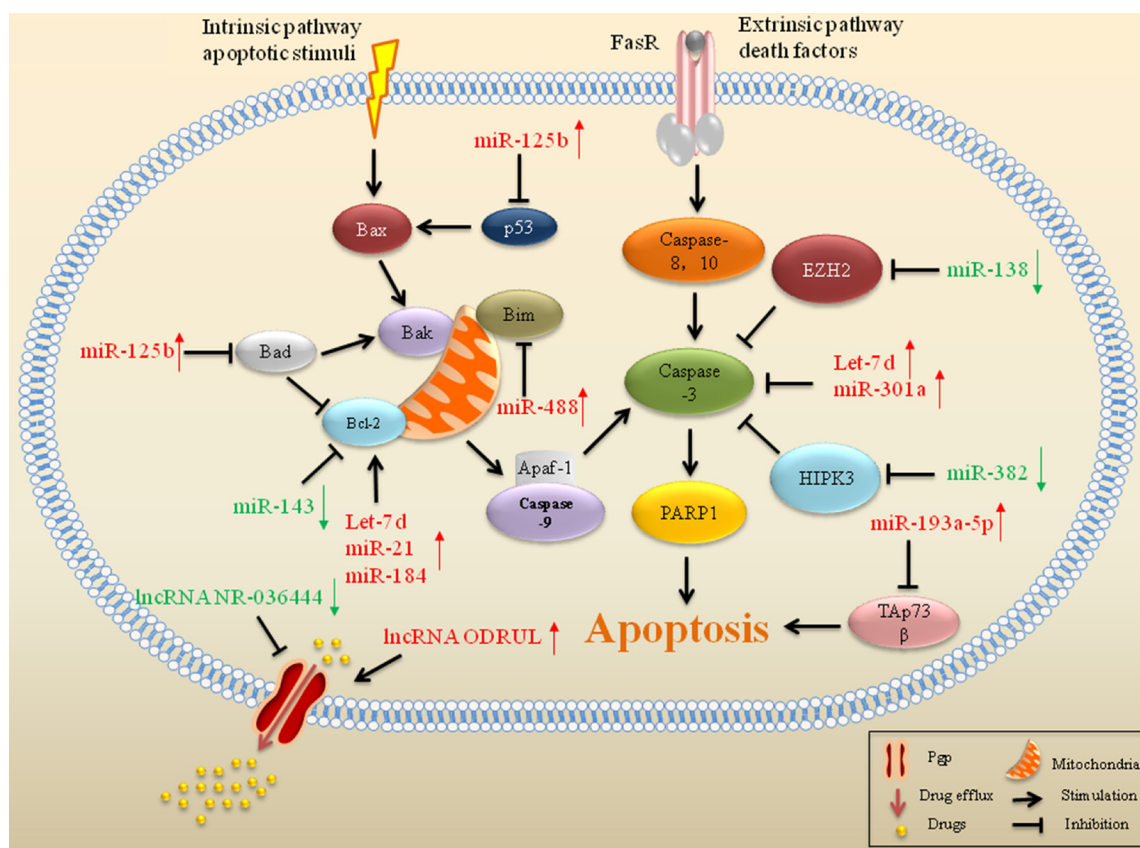 Intrinsic pathway
apoptotic stimuli
FasR
Extrinsic pathway
death factors
miR-125b
Bax
p53
Caspase-
8, 10
EZH2
miR-138
Bak
Bim
miR-125b
Bad
Caspase
-3
Let-7d
miR-301a
miR-488
Bcl-2
Apaf-1
Caspase
-9
HIPK3
miR-382
miR-143
Let-7d
miR-21
miR-184
PARP1
miR-193a-5p
lncRNA NR-036444
lncRNA ODRUL
Apoptosis
TAp73
β
Pgp
Mitochondria
Drug efflux
Stimulation
Drugs
Inhibition